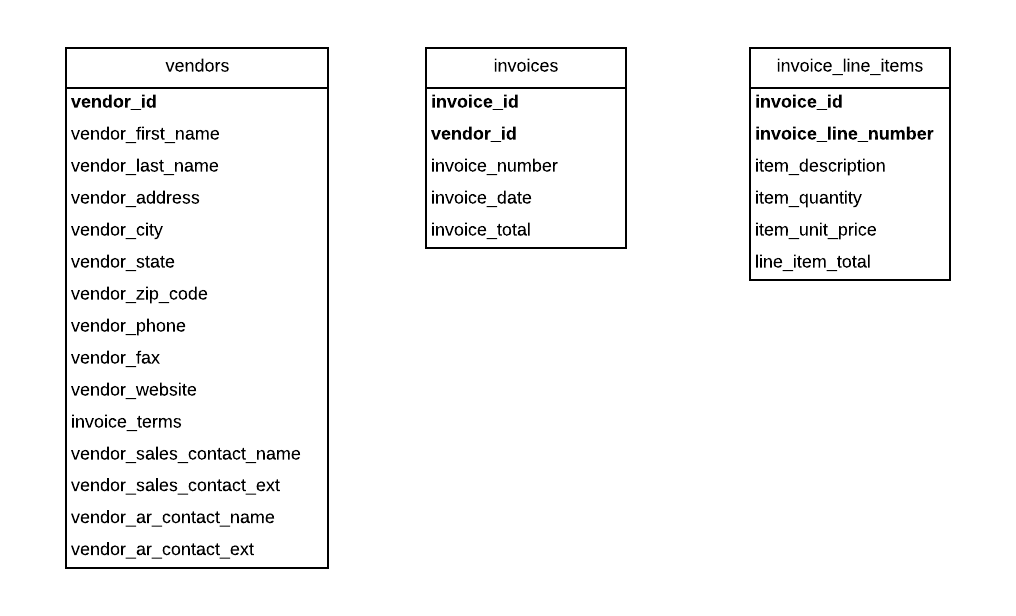 vendors
vendor_id
vendor_first_name
vendor_last_name
vendor_address
vendor_city
vendor_state
vendor_zip_code
vendor_phone
vendor_fax
vendor_website
invoice_terms
vendor_sales_contact_name
vendor_sales_contact_ext
vendor_ar_contact_name
vendor_ar_contact_ext
invoices
invoice_id
vendor_id
invoice_number
invoice_date
invoice_total
invoice_line_items
invoice_id
invoice_line_number
item_description
item_quantity
item_unit_price
line_item_total